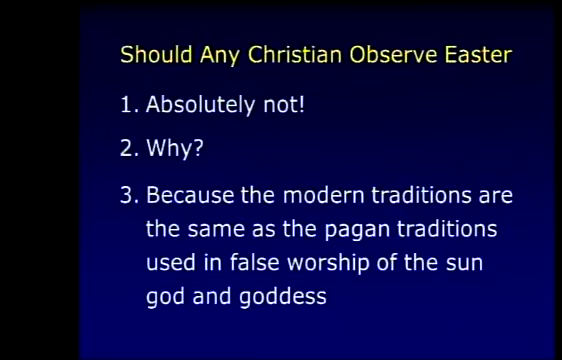 Should Any Christian Observe Easter
1. Absolutely not!
2. Why?
3. Because the modern traditions are
the same as the pagan traditions
used in false worship of the sun
god and goddess